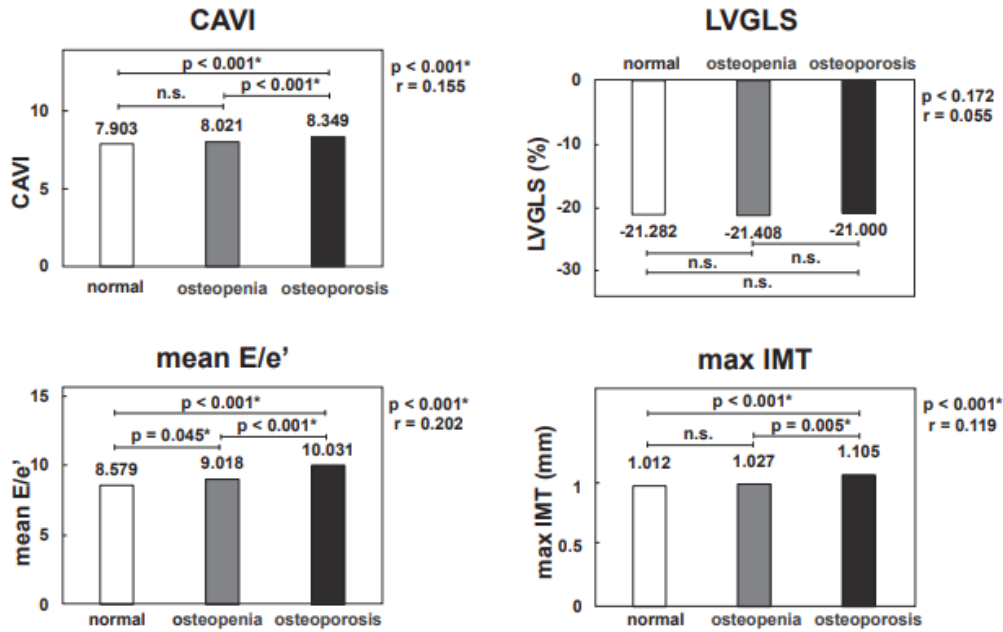 CAVI
p < 0.001*
p < 0.001*
r = 0.155
n.s.
p < 0.001*
10
7.903
8.021
8.349
5
0
CAVI
normal
osteopenia
osteoporosis
LVGLS
normal
osteopenia
osteoporosis
0
p < 0.172
r = 0.055
-10
-20
-30
LVGLS (%)
-21.282
-21.408
-21.000
n.s.
n.s.
n.s.
mean E/e’
15
p < 0.001*
p < 0.001*
r = 0.202
p = 0.045*
p < 0.001*
10
8.579
9.018
10.031
5
0
mean E/e’
normal
osteopenia
osteoporosis
max IMT
p < 0.001*
p < 0.001*
r = 0.119
n.s.
p = 0.005*
1.012
1.027
1.105
1
0.5
0
max IMT (mm)
normal
osteopenia
osteoporosis